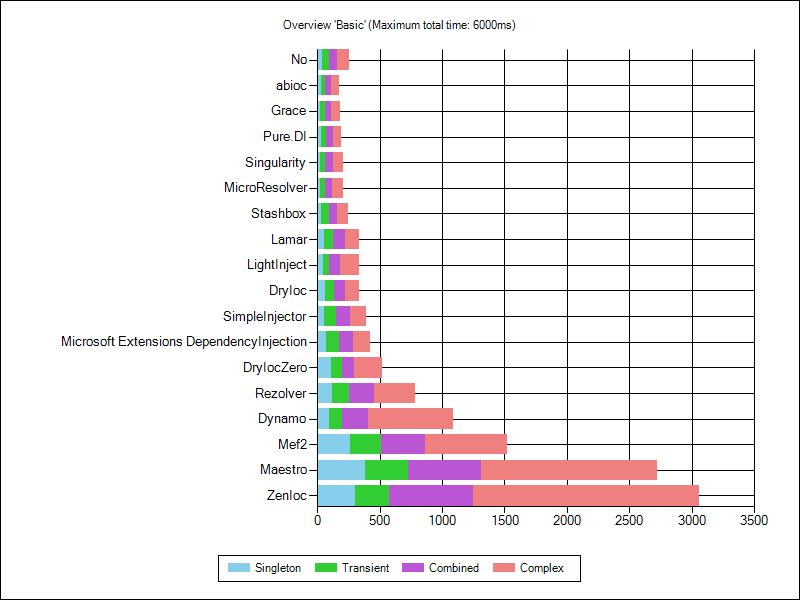 Overview 'Basic' (Maximum total time: 6000ms)
No
abioc
Grace
Pure.DI
Singularity
MicroResolver
Stashbox
Lamar
LightInject
DryIoc
SimpleInjector
Microsoft Extensions DependencyInjection
DryIocZero
Rezolver
Dynamo
Mef2
Maestro
ZenIoc
0 500 1000 1500 2000 2500 3000 3500
Singleton Transient Combined Complex